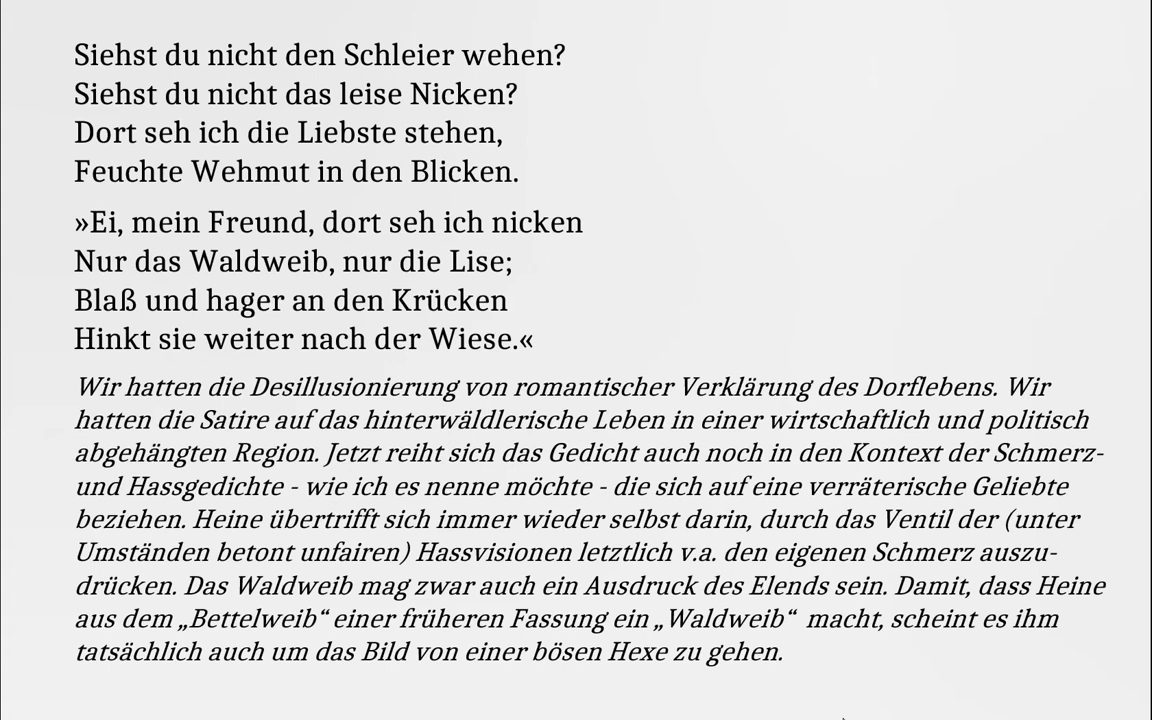 Siehst du nicht den Schleier wehen?
Siehst du nicht das leise Nicken?
Dort seh ich die Liebste stehen,
Feuchte Wehmut in den Blicken.
»Ei, mein Freund, dort seh ich nicken
Nur das Waldweib, nur die Lise;
Blaß und hager an den Krücken
Hinkt sie weiter nach der Wiese.«
Wir hatten die Desillusionierung von romantischer Verklärung des Dorflebens. Wir
hatten die Satire auf das hinterwäldlerische Leben in einer wirtschaftlich und politisch
abgehängten Region. Jetzt reiht sich das Gedicht auch noch in den Kontext der Schmerz-
und Hassgedichte - wie ich es nenne möchte - die sich auf eine verräterische Geliebte
beziehen. Heine übertrifft sich immer wieder selbst darin, durch das Ventil der (unter
Umständen betont unfairen) Hassvisionen letztlich v.a. den eigenen Schmerz auszu-
drücken. Das Waldweib mag zwar auch ein Ausdruck des Elends sein. Damit, dass Heine
aus dem „Bettelweib“ einer früheren Fassung ein „Waldweib“ macht, scheint es ihm
tatsächlich auch um das Bild von einer bösen Hexe zu gehen.